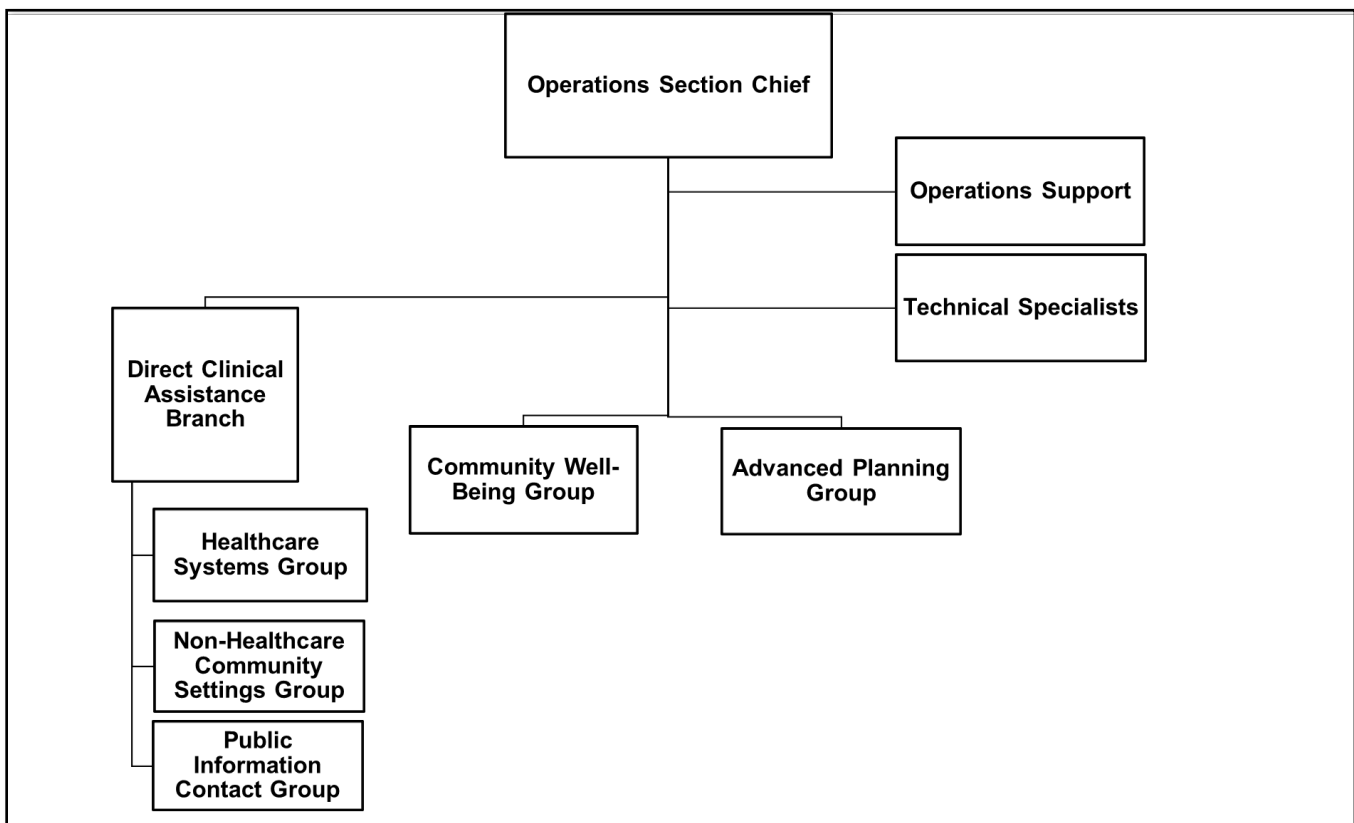 Operations Section Chief
Operations Support
Technical Specialists
Direct Clinical
Assistance
Branch
Community Well-
Being Group
Advanced Planning
Group
Healthcare
Systems Group
Non-Healthcare
Community
Settings Group
Public
Information
Contact Group